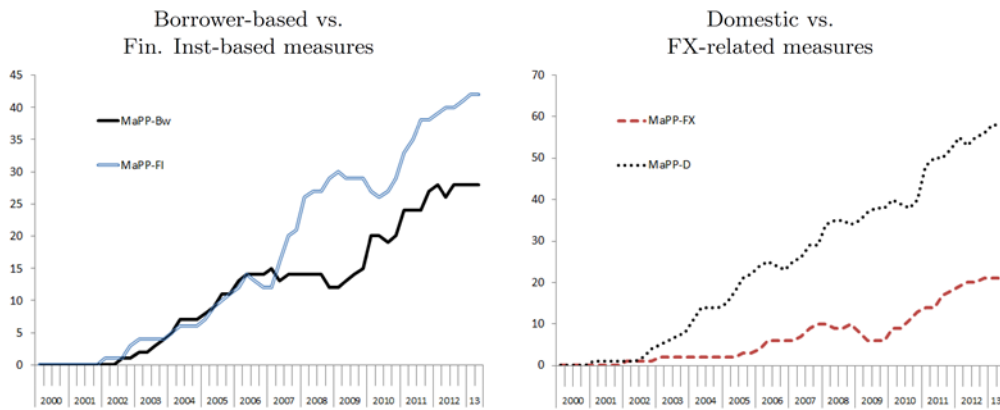 Borrower-based vs.
Fin. Inst-based measures
45
40
35
30
25
20
15
10
5
0
MaPP-Bw
MaPP-FI
2000 2001 2002 2003 2004 2005 2006 2007 2008 2009 2010 2011 2012 13
Domestic vs.
FX-related measures
70
60
50
40
30
20
10
0
MaPP-FX
MaPP-D
2000 2001 2002 2003 2004 2005 2006 2007 2008 2009 2010 2011 2012 13